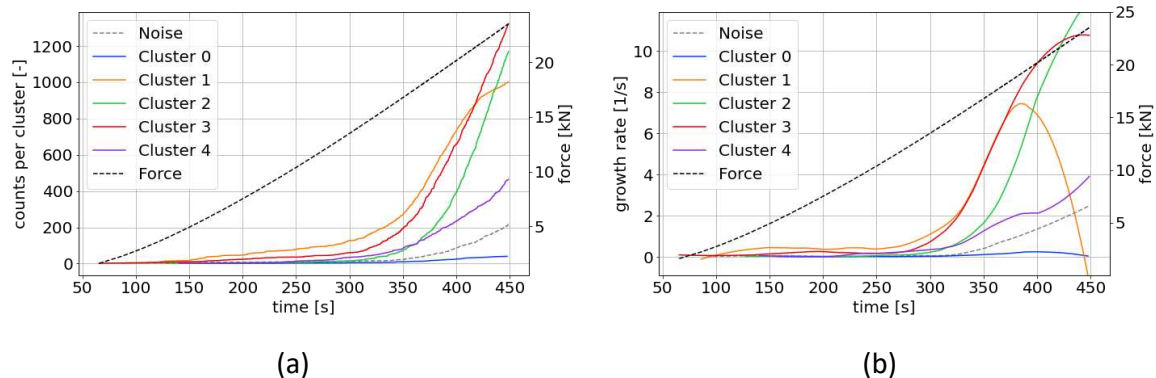 Noise
Cluster 0
Cluster 1
Cluster 2
Cluster 3
Cluster 4
Force
counts per cluster [-]
0
200
400
600
800
1000
1200
5
10
15
20
force [kN]
50 100 150 200 250 300 350 400 450
time [s]
(a)
Noise
Cluster 0
Cluster 1
Cluster 2
Cluster 3
Cluster 4
Force
growth rate [1/s]
0
2
4
6
8
10
5
10
15
20
25
force [kN]
50 100 150 200 250 300 350 400 450
time [s]
(b)